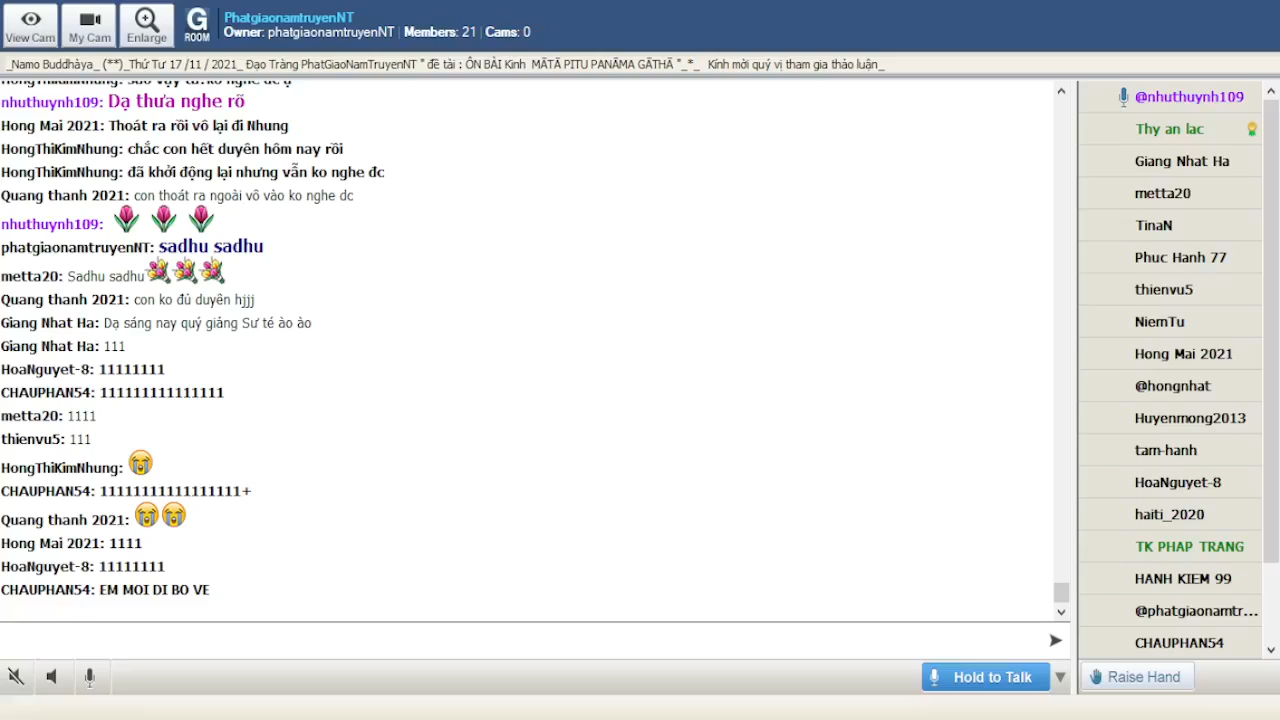 View Cam
My Cam
Enlarge
G
ROOM
PhatgiaonamtruyenNT
Owner: phatgiaonamtruyenNT | Members: 21 | Cams: 0
_Namo Buddhàya_ (**)_Thứ Tư 17 /11 / 2021_ Đạo Tràng PhatGiaoNamTruyenNT " đề tài : ÔN BÀI Kinh MÃTÃ PITU PANÃMA GÃTHÃ "_*_ Kính mời quý vị tham gia thảo luận_
nhuthuynh109: Dạ thưa nghe rõ
Hong Mai 2021: Thoát ra rồi vô lại đi Nhung
HongThiKimNhung: chắc con hết duyên hôm nay rồi
HongThiKimNhung: đã khởi động lại nhưng vẫn ko nghe đc
Quang thanh 2021: con thoát ra ngoài vô vào ko nghe dc
nhuthuynh109:
phatgiaonamtruyenNT: sadhu sadhu
metta20: Sadhu sadhu
Quang thanh 2021: con ko đủ duyên hjjj
Giang Nhat Ha: Dạ sáng nay quý giảng Sư té ào ào
Giang Nhat Ha: 111
HoaNguyet-8: 11111111
CHAUPHAN54: 111111111111111
metta20: 1111
thienvu5: 111
HongThiKimNhung:
CHAUPHAN54: 11111111111111111+
Quang thanh 2021:
Hong Mai 2021: 1111
HoaNguyet-8: 11111111
CHAUPHAN54: EM MOI DI BO VE
@nhuthuynh109
Thy an lac
Giang Nhat Ha
metta20
TinaN
Phuc Hanh 77
thienvu5
NiemTu
Hong Mai 2021
@hongnhat
Huyenmong2013
tam-hanh
HoaNguyet-8
haiti_2020
TK PHAP TRANG
HANH KIEM 99
@phatgiaonamtr...
CHAUPHAN54
Hold to Talk
Raise Hand